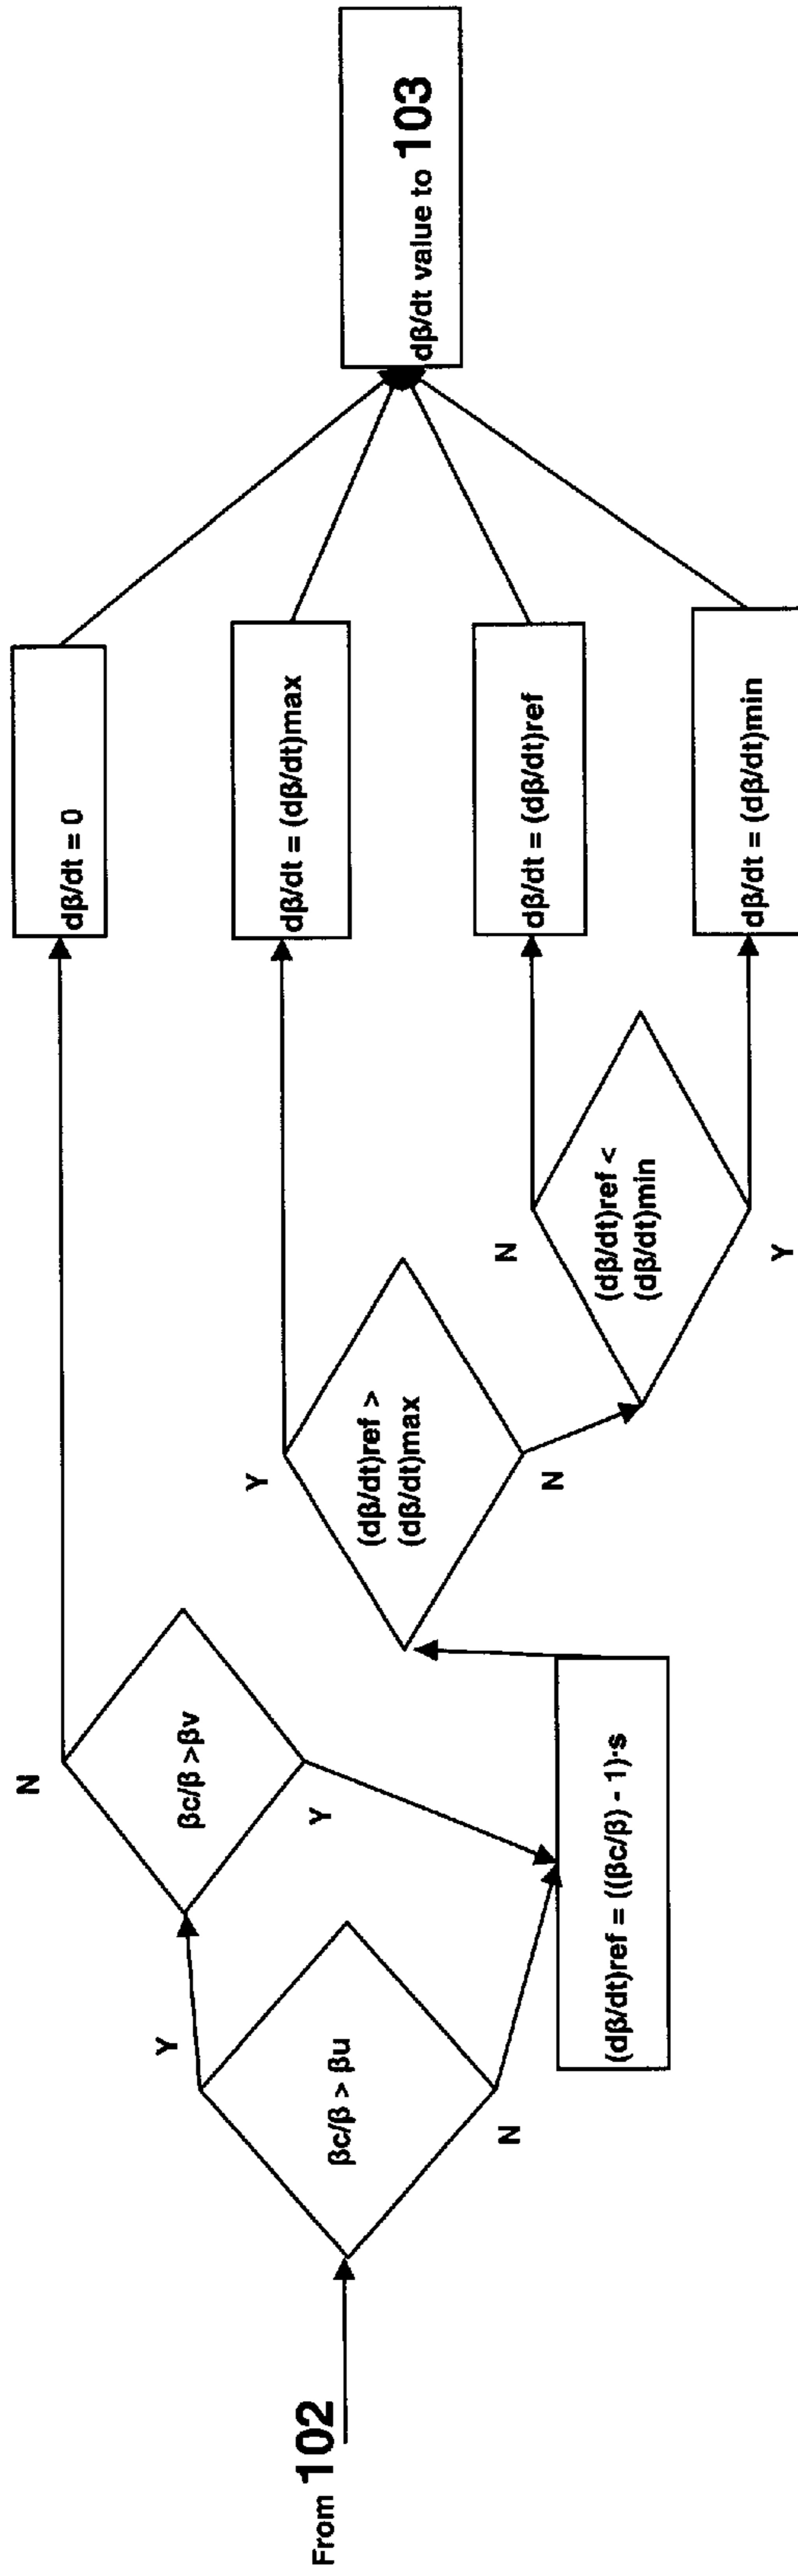 From 102
βc/β > βu
Y
N
βc/β >βv
N
Y
(dβ/dt)ref = ((βc/β) - 1)·s
(dβ/dt)ref >
(dβ/dt)max
Y
N
(dβ/dt)ref <
(dβ/dt)min
N
Y
dβ/dt = 0
dβ/dt = (dβ/dt)max
dβ/dt = (dβ/dt)ref
dβ/dt = (dβ/dt)min
dβ/dt value to 103